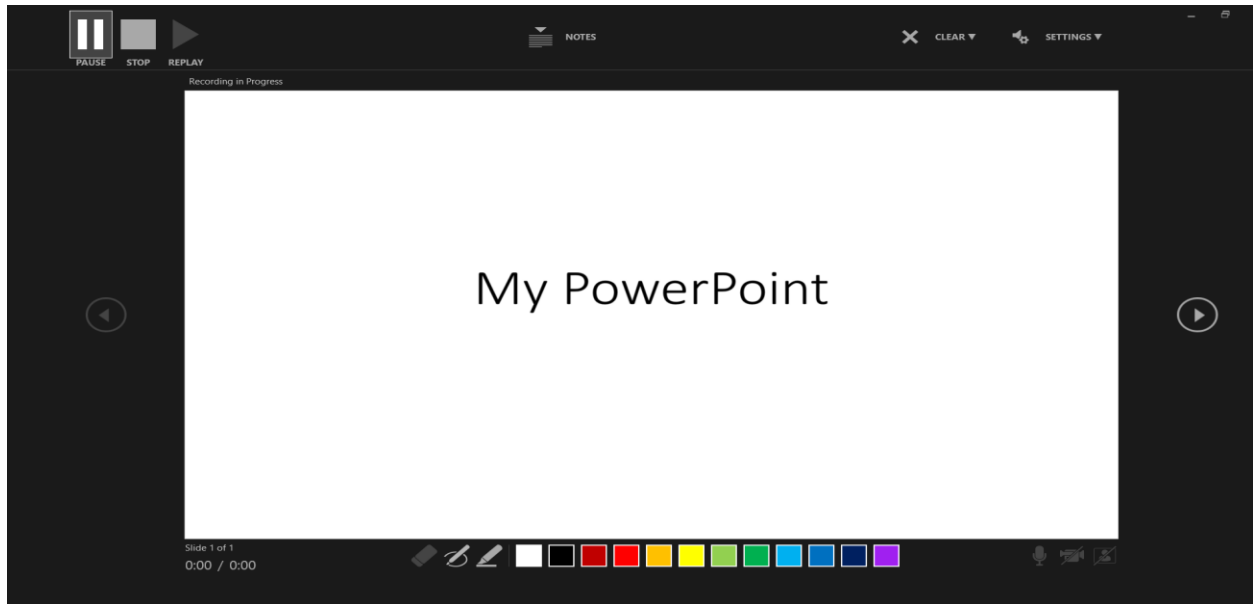 PAUSE STOP REPLAY
NOTES
CLEAR ▼
SETTINGS ▼
Recording in Progress
My PowerPoint
Slide 1 of 1
0:00 / 0:00